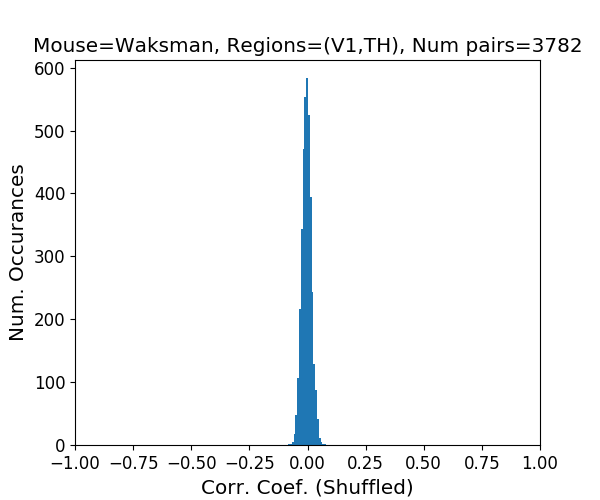 Mouse=Waksman, Regions=(V1,TH), Num pairs=3782
600
500
400
300
200
100
0
Num. Occurances
−1.00 −0.75 −0.50 −0.25 0.00 0.25 0.50 0.75 1.00
Corr. Coef. (Shuffled)